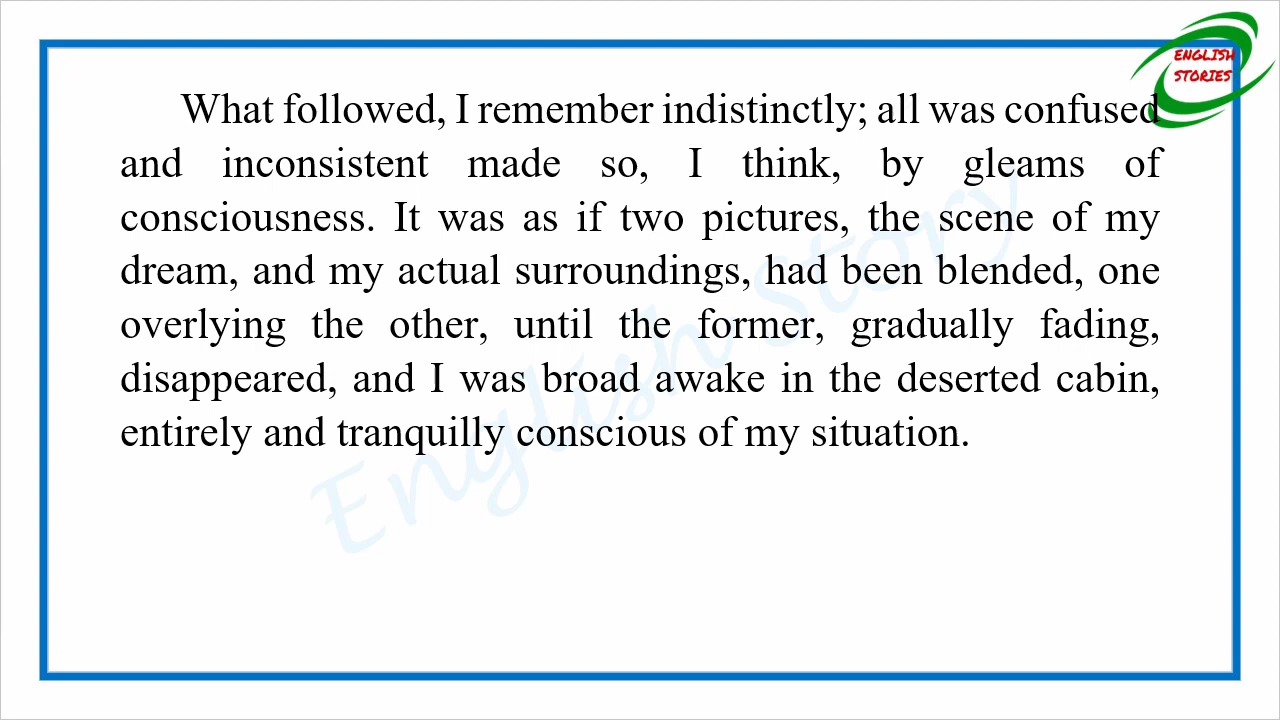 ENGLISH
STORIES
What followed, I remember indistinctly; all was confused
and inconsistent made so, I think, by gleams of
consciousness. It was as if two pictures, the scene of my
dream, and my actual surroundings, had been blended, one
overlying the other, until the former, gradually fading,
disappeared, and I was broad awake in the deserted cabin,
entirely and tranquilly conscious of my situation.
English Story